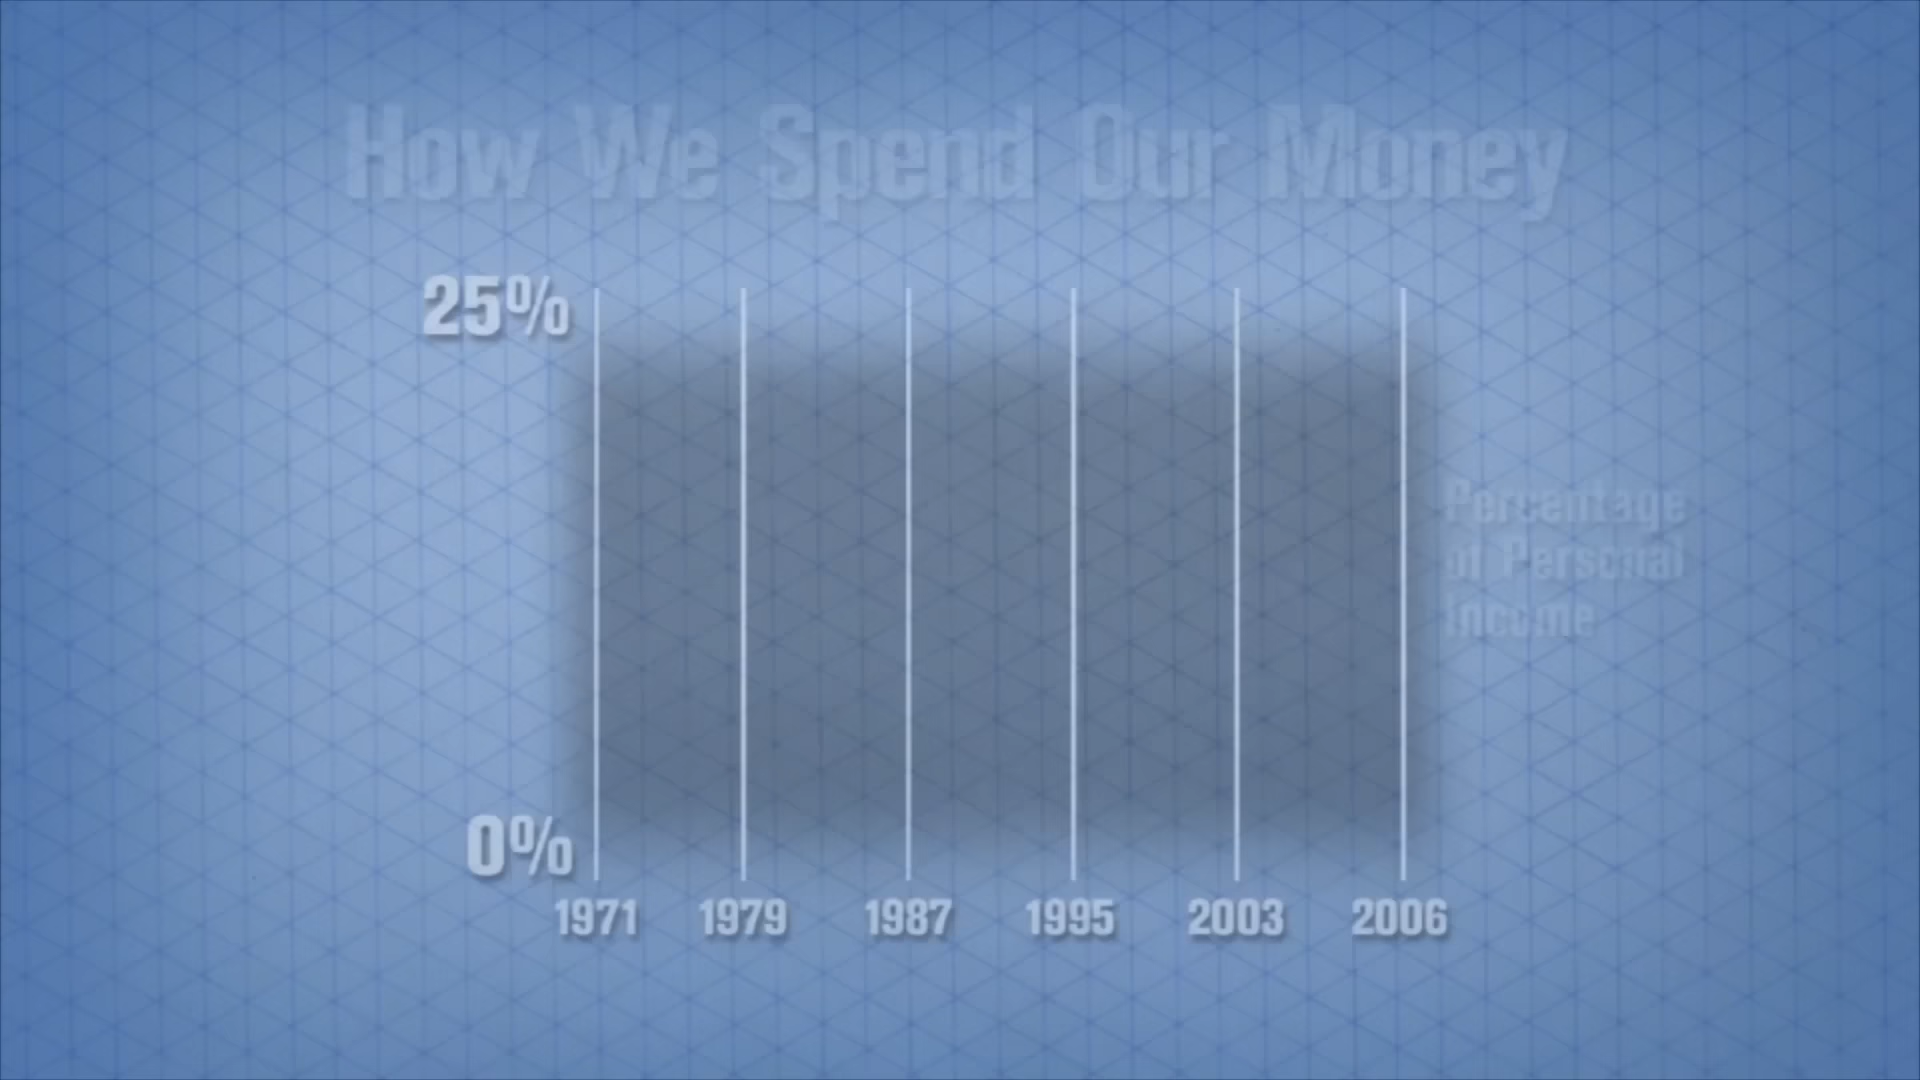 How We Spend Our Money
25%
Percentage
of Personal
Income
0%
1971 1979 1987 1995 2003 2006